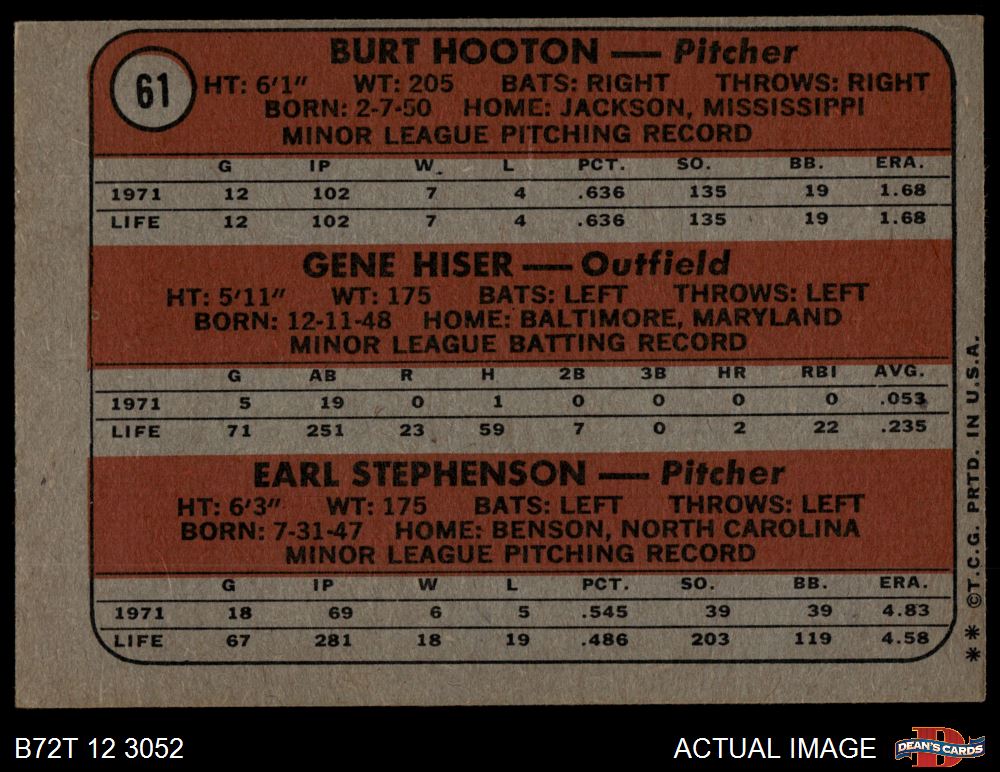 61
BURT HOOTON — Pitcher
HT: 6'1" WT: 205 BATS: RIGHT THROWS: RIGHT
BORN: 2-7-50 HOME: JACKSON, MISSISSIPPI
MINOR LEAGUE PITCHING RECORD
G IP W. L PCT. SO. BB. ERA.
1971 12 102 7 4 .636 135 19 1.68
LIFE 12 102 7 4 .636 135 19 1.68
GENE HISER — Outfield
HT: 5'11" WT: 175 BATS: LEFT THROWS: LEFT
BORN: 12-11-48 HOME: BALTIMORE, MARYLAND
MINOR LEAGUE BATTING RECORD
G AB R H 2B 3B HR RBI AVG.
1971 5 19 0 1 0 0 0 0 .053
LIFE 71 251 23 59 7 0 2 22 .235
EARL STEPHENSON — Pitcher
HT: 6'3" WT: 175 BATS: LEFT THROWS: LEFT
BORN: 7-31-47 HOME: BENSON, NORTH CAROLINA
MINOR LEAGUE PITCHING RECORD
G IP W L PCT. SO. BB. ERA.
1971 18 69 6 5 .545 39 39 4.83
LIFE 67 281 18 19 .486 203 119 4.58
** ©T.C.G. PRTD. IN U.S.A.
B72T 12 3052
ACTUAL IMAGE
DEAN'S CARDS